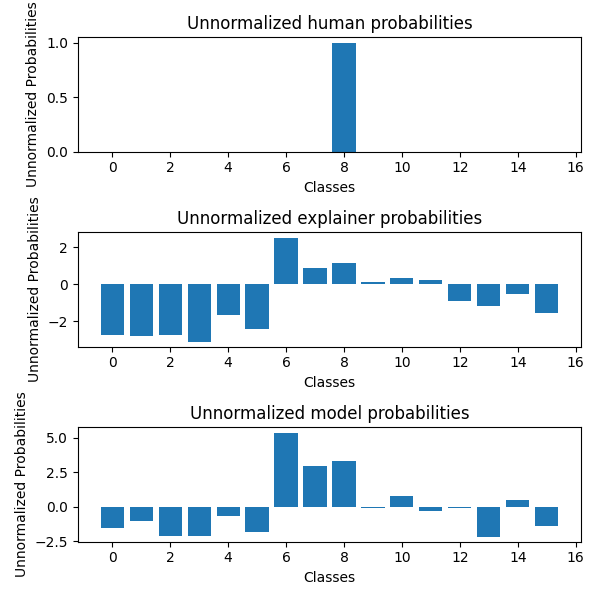 Unnormalized human probabilities
Unnormalized Probabilities
1.0
0.5
0.0
0 2 4 6 8 10 12 14 16
Classes
Unnormalized explainer probabilities
Unnormalized Probabilities
2
0
−2
0 2 4 6 8 10 12 14 16
Classes
Unnormalized model probabilities
Unnormalized Probabilities
5.0
2.5
0.0
−2.5
0 2 4 6 8 10 12 14 16
Classes